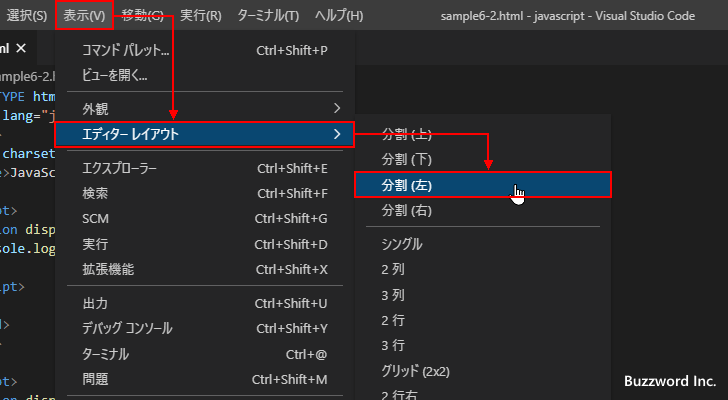 選択(S) 表示(V) 移動(G) 実行(R) ターミナル(T) ヘルプ(H) sample6-2.html - javascript - Visual Studio Code
ml
コマンド パレット... Ctrl+Shift+P
sample6-2.h ビューを開く...
TYPE htm
外観
lang="j
エディター レイアウト 分割 (上)
charset
分割 (下)
エクスプローラー Ctrl+Shift+E
e>JavaSc
検索 Ctrl+Shift+F 分割 (左)
pt> SCM Ctrl+Shift+G 分割 (右)
ion disp 実行 Ctrl+Shift+D
sole.log シングル
拡張機能 Ctrl+Shift+X 2 列
ipt>
出力 Ctrl+Shift+U 3 列
d>
デバッグ コンソール Ctrl+Shift+Y 2 行
>
ターミナル Ctrl+@ 3 行
問題 Ctrl+Shift+M グリッド (2x2)
pt> Buzzword Inc.
ion disp 2 行右